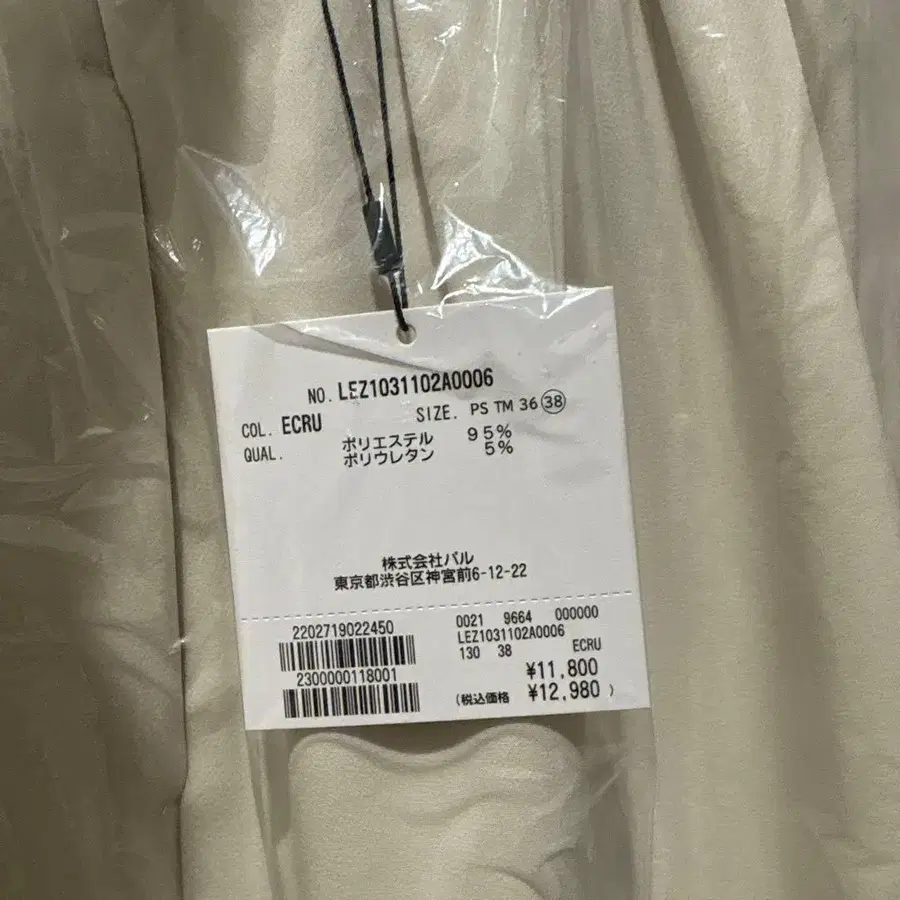 NO. LEZ1031102A0006
COL. ECRU SIZE. PS TM 36 38
QUAL. ポリエステル 95%
ポリウレタン 5%
株式会社パル
東京都渋谷区神宮前6-12-22
2202719022450
2300000118001
0021 9664 000000
LEZ1031102A0006
130 38 ECRU
¥11,800
(税込価格 ¥12,980 )